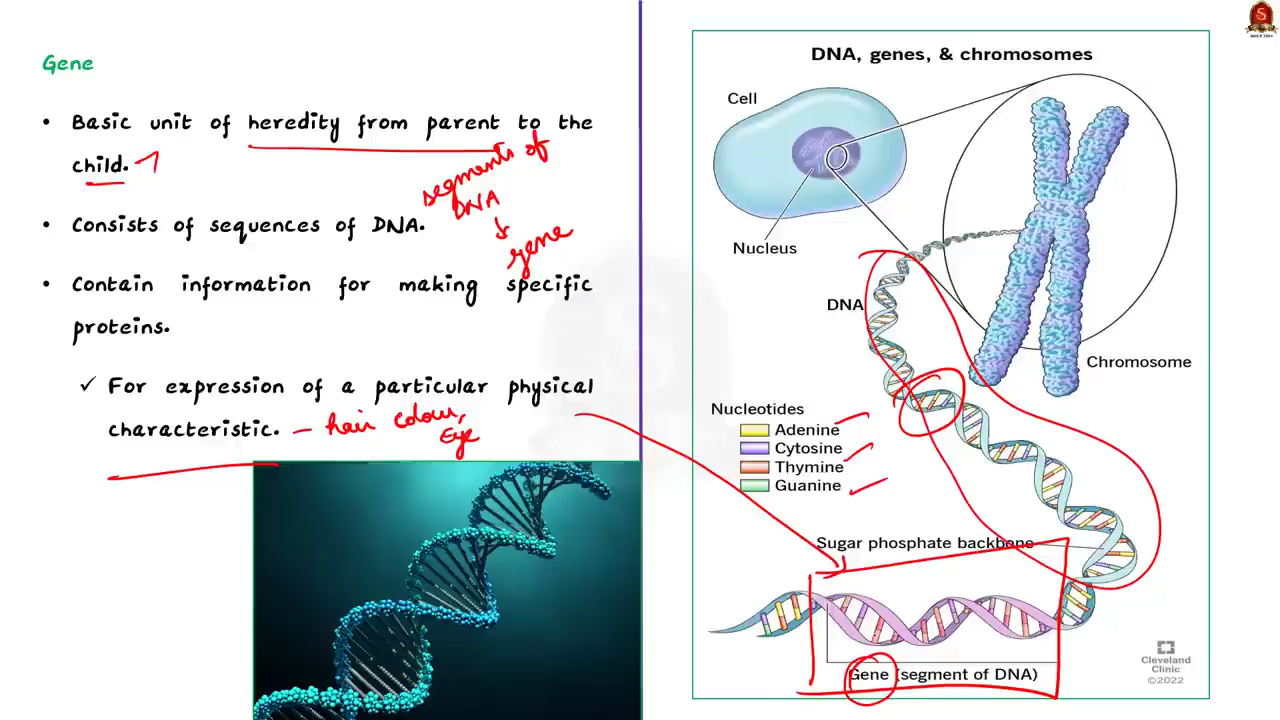 Gene
• Basic unit of heredity from parent to the
child.
segments of
DNA
gene
• Consists of sequences of DNA.
• Contain information for making specific
proteins.
✓ For expression of a particular physical
characteristic. – hair colour,
Eye
DNA, genes, & chromosomes
Cell
Nucleus
DNA
Chromosome
Nucleotides
Adenine
Cytosine
Thymine
Guanine
Sugar phosphate backbone
Gene (segment of DNA)
Cleveland
Clinic
©2022